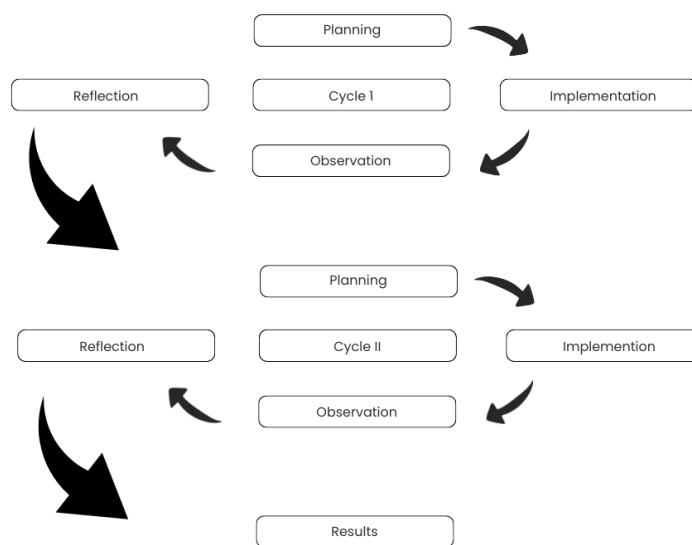 Planning
Reflection
Cycle 1
Implementation
Observation
Planning
Reflection
Cycle II
Implemention
Observation
Results